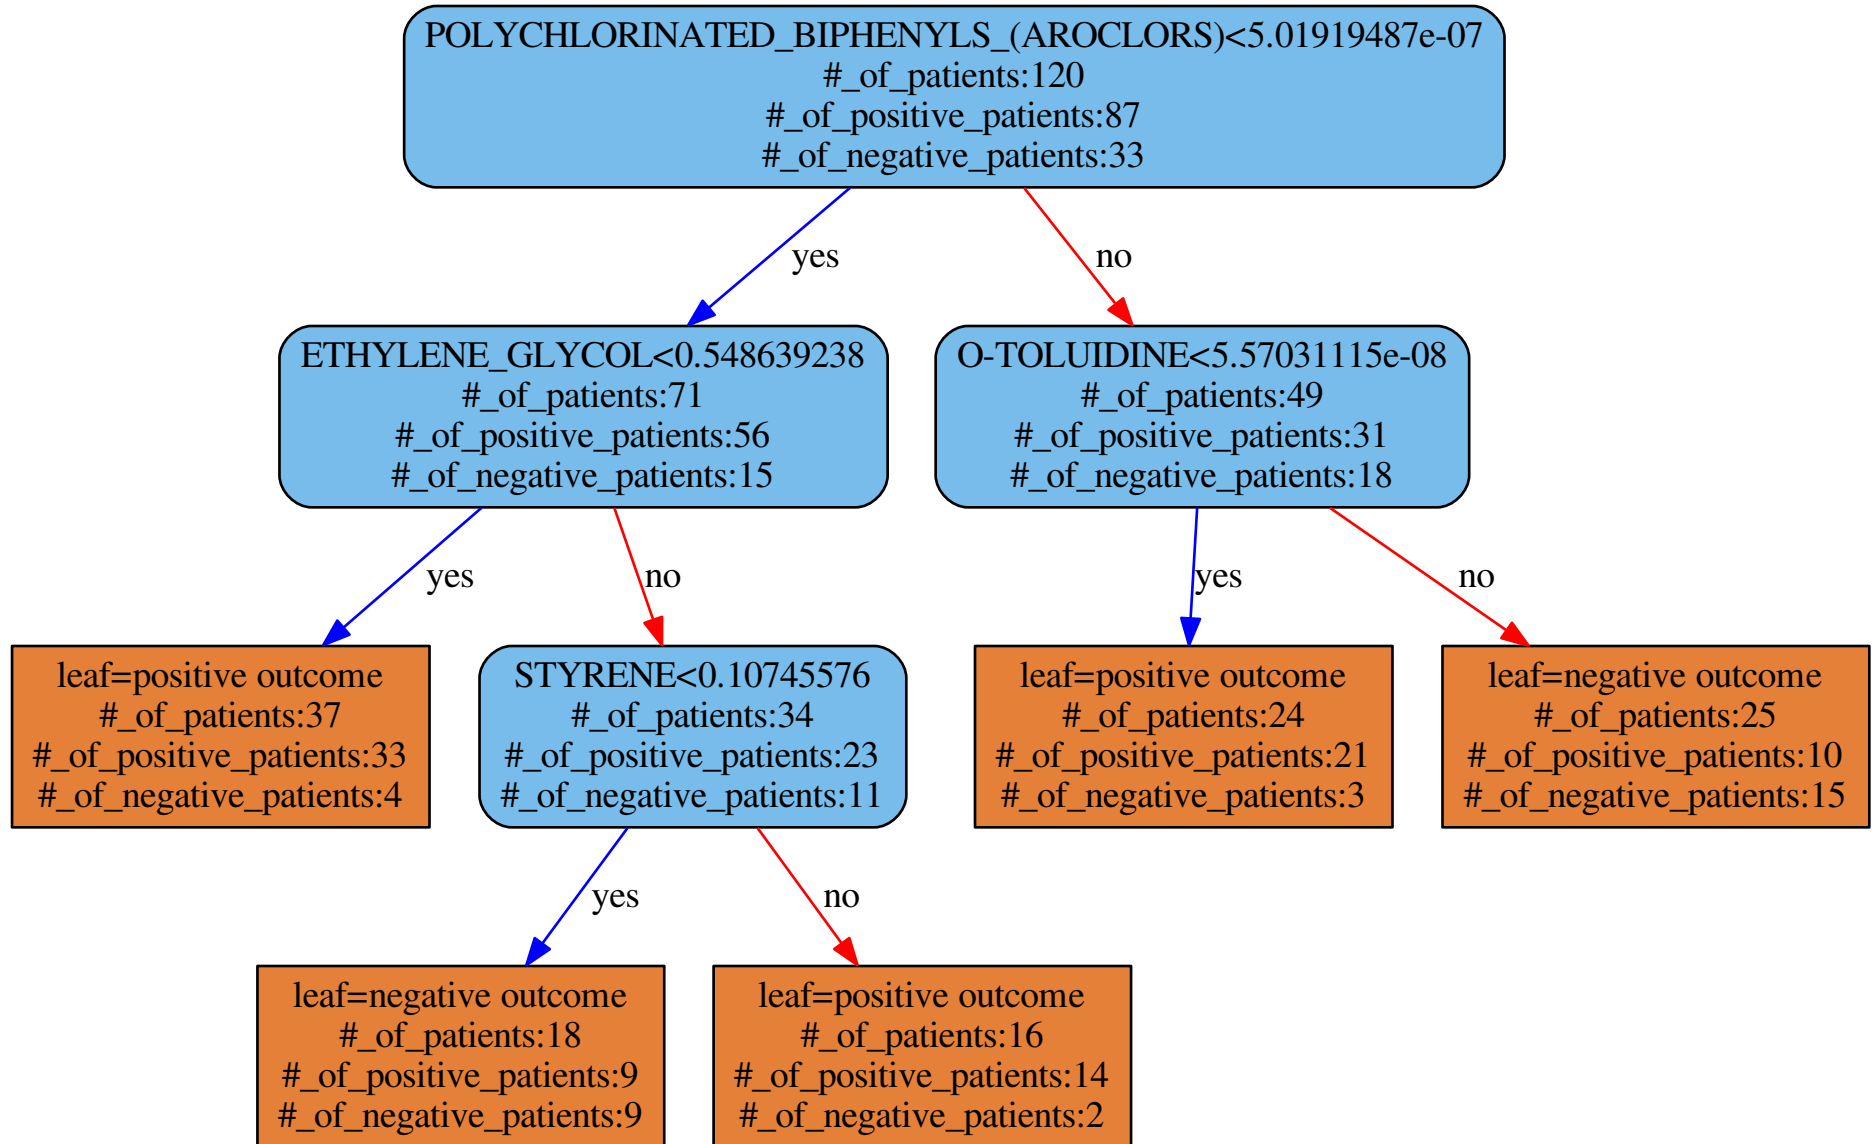 POLYCHLORINATED_BIPHENYLS_(AROCLORS)<5.01919487e-07
#_of_patients:120
#_of_positive_patients:87
#_of_negative_patients:33
yes
no
ETHYLENE_GLYCOL<0.548639238
#_of_patients:71
#_of_positive_patients:56
#_of_negative_patients:15
O-TOLUIDINE<5.57031115e-08
#_of_patients:49
#_of_positive_patients:31
#_of_negative_patients:18
yes
no
yes
no
leaf=positive outcome
#_of_patients:37
#_of_positive_patients:33
#_of_negative_patients:4
STYRENE<0.10745576
#_of_patients:34
#_of_positive_patients:23
#_of_negative_patients:11
leaf=positive outcome
#_of_patients:24
#_of_positive_patients:21
#_of_negative_patients:3
leaf=negative outcome
#_of_patients:25
#_of_positive_patients:10
#_of_negative_patients:15
yes
no
leaf=negative outcome
#_of_patients:18
#_of_positive_patients:9
#_of_negative_patients:9
leaf=positive outcome
#_of_patients:16
#_of_positive_patients:14
#_of_negative_patients:2